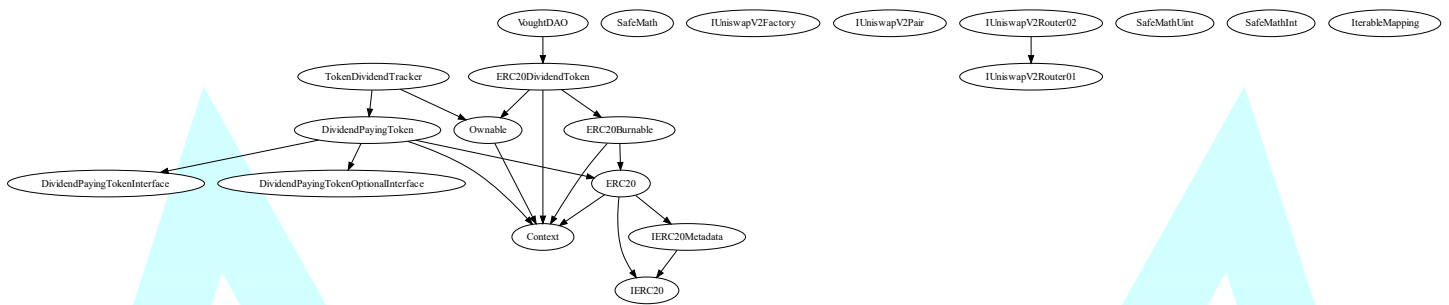 VoughtDAO SafeMath IUniswapV2Factory IUniswapV2Pair IUniswapV2Router02 SafeMathUint SafeMathInt IterableMapping
TokenDividendTracker ERC20DividendToken IUniswapV2Router01
DividendPayingToken Ownable ERC20Burnable
DividendPayingTokenInterface DividendPayingTokenOptionalInterface ERC20
Context IERC20Metadata
IERC20